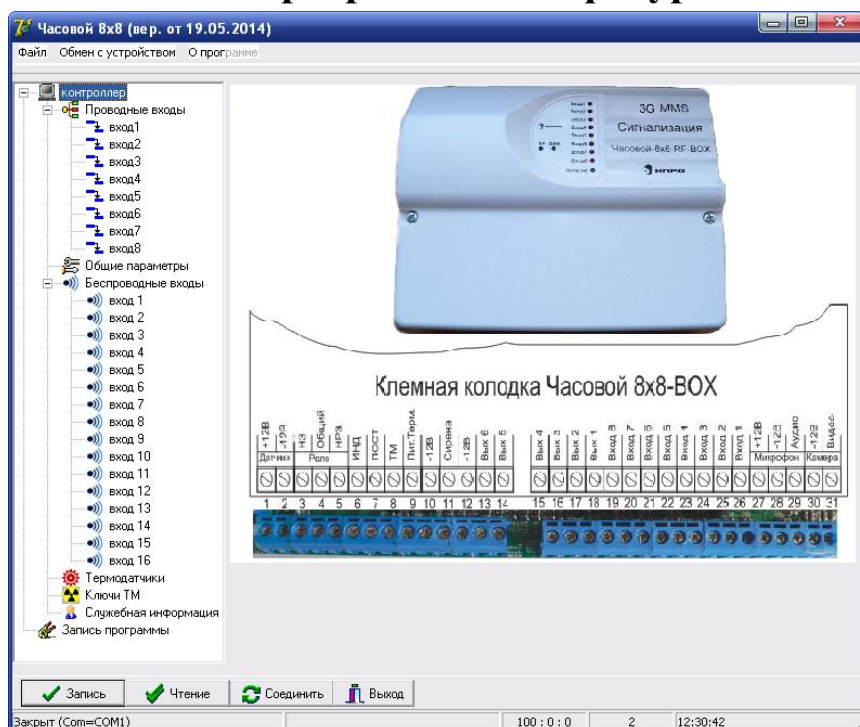 Часовой 8x8 (вер. от 19.05.2014)
Файл Обмен с устройством О программе
контроллер
Проводные входы
вход1
вход2
вход3
вход4
вход5
вход6
вход7
вход8
Общие параметры
Беспроводные входы
вход 1
вход 2
вход 3
вход 4
вход 5
вход 6
вход 7
вход 8
вход 9
вход 10
вход 11
вход 12
вход 13
вход 14
вход 15
вход 16
Термодатчики
Ключи ТМ
Служебная информация
Запись программы
3G MMS
Сигнализация
Часовой-8x8-RF-BOX
ИПРО
Клемная колодка Часовой 8x8-BOX
+12В -12В НЗ Общий НРЗ ИНД ПОСТ ТМ Пит.Терм. -12В Сирена -12В Вых 6 Вых 5 Вых 4 Вых 3 Вых 2 Вых 1 Вход 8 Вход 7 Вход 6 Вход 5 Вход 4 Вход 3 Вход 2 Вход 1 +12В -12В Аудио -12В Видео
Датчики Реле Микрофон Камера
1 2 3 4 5 6 7 8 9 10 11 12 13 14 15 16 17 18 19 20 21 22 23 24 25 26 27 28 29 30 31
Запись Чтение Соединить Выход
Закрыт (Com=COM1) 100 : 0 : 0 2 12:30:42